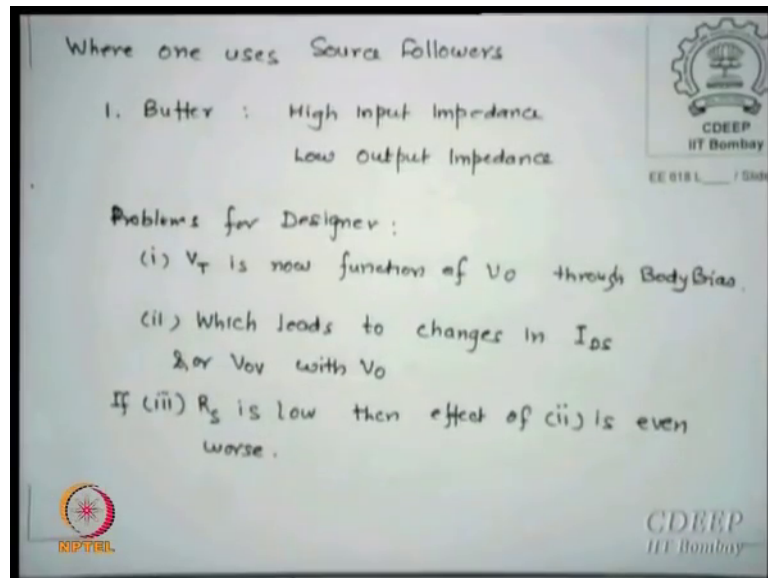 Where one uses Source Followers
1. Buffer : High Input Impedance
Low Output Impedance
Problems for Designer :
(i) VT is now function of VO through Body Bias.
(ii) Which leads to changes in IDS
&/or VOV with VO
If (iii) RS is low then effect of (ii) is even
worse.
CDEEP
IIT Bombay
EE 618 L___ / Slide
NPTEL
CDEEP
IIT Bombay